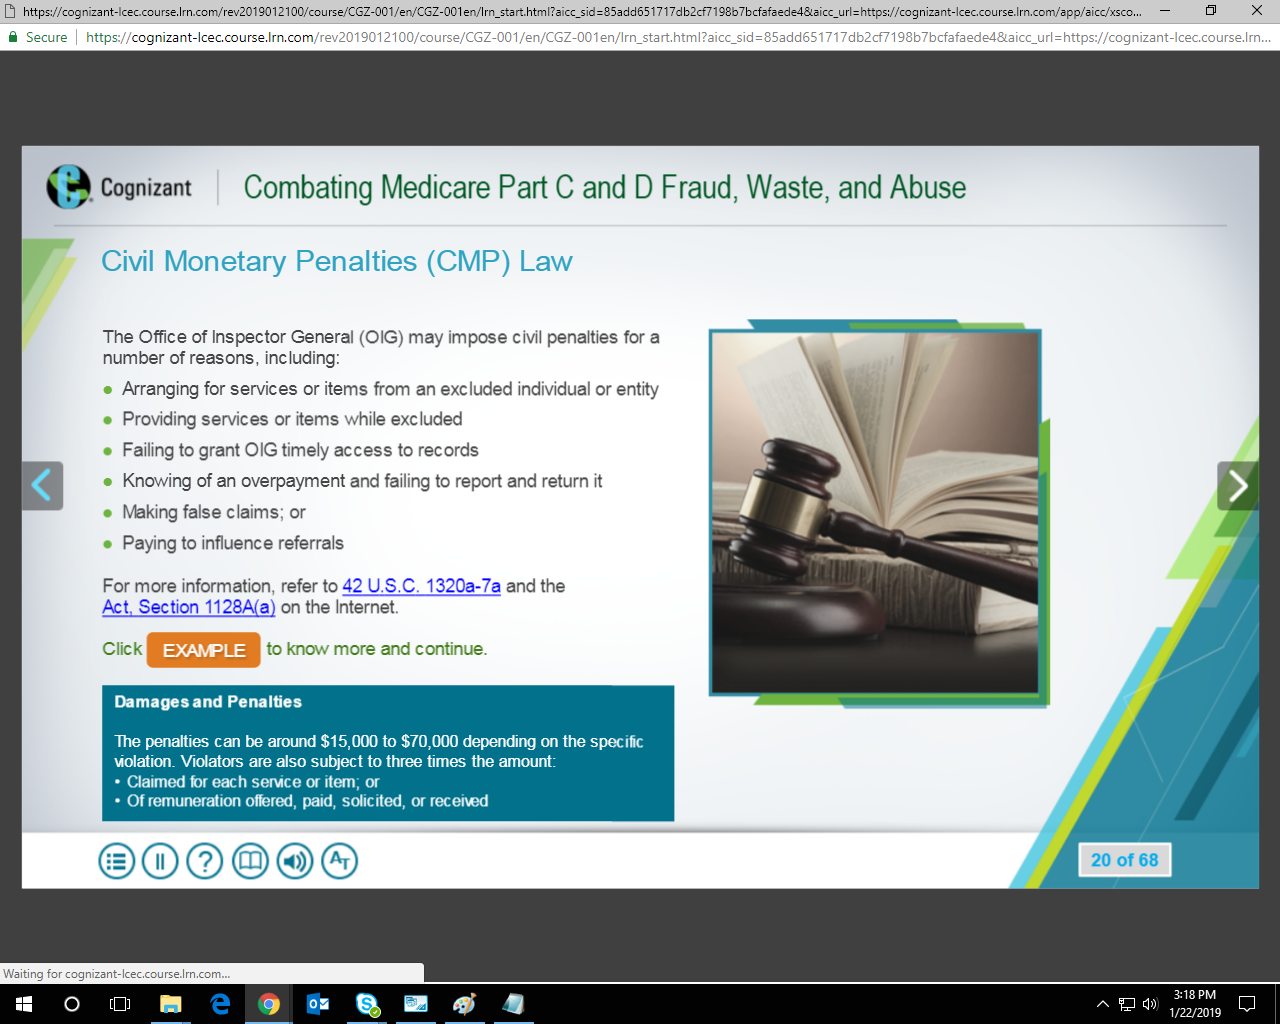 https://cognizant-lcec.course.lrn.com/rev2019012100/course/CGZ-001/en/CGZ-001en/lrn_start.html?aicc_sid=85add651717db2cf7198b7bcfafaede4&aicc_url=https://cognizant-lcec.course.lrn.com/app/aicc/xsco...
Secure https://cognizant-lcec.course.lrn.com/rev2019012100/course/CGZ-001/en/CGZ-001en/lrn_start.html?aicc_sid=85add651717db2cf7198b7bcfafaede4&aicc_url=https://cognizant-lcec.course.lrn...
Cognizant Combating Medicare Part C and D Fraud, Waste, and Abuse
Civil Monetary Penalties (CMP) Law
The Office of Inspector General (OIG) may impose civil penalties for a
number of reasons, including:
• Arranging for services or items from an excluded individual or entity
• Providing services or items while excluded
• Failing to grant OIG timely access to records
• Knowing of an overpayment and failing to report and return it
• Making false claims; or
• Paying to influence referrals
For more information, refer to 42 U.S.C. 1320a-7a and the
Act, Section 1128A(a) on the Internet.
Click EXAMPLE to know more and continue.
Damages and Penalties
The penalties can be around $15,000 to $70,000 depending on the specific
violation. Violators are also subject to three times the amount:
• Claimed for each service or item; or
• Of remuneration offered, paid, solicited, or received
20 of 68
Waiting for cognizant-lcec.course.lrn.com...
3:18 PM
1/22/2019